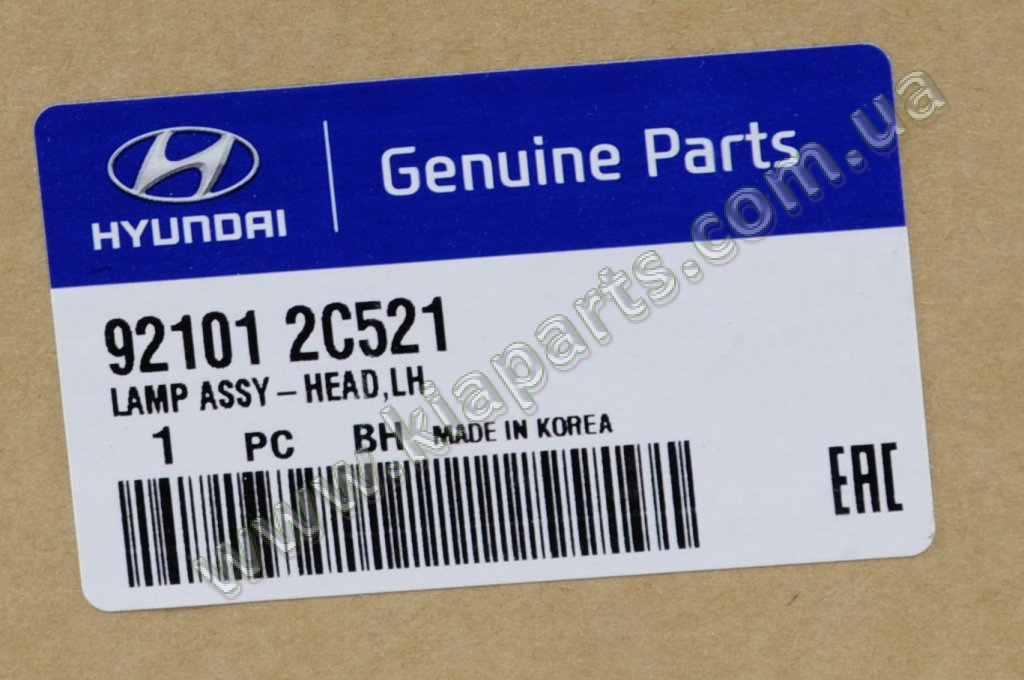 HYUNDAI
Genuine Parts
92101 2C521
LAMP ASSY – HEAD,LH
1 PC BH MADE IN KOREA
EAC
www.kiaparts.com.ua